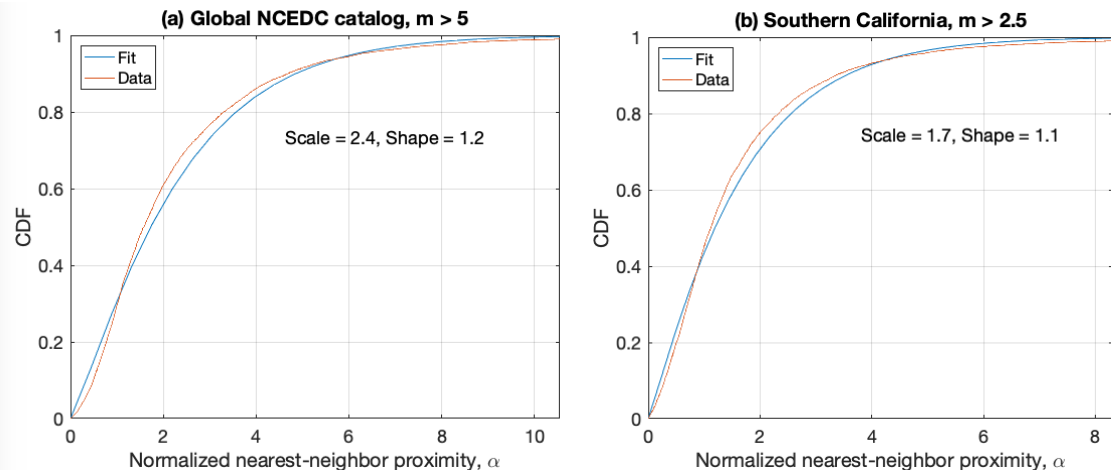 (a) Global NCEDC catalog, m > 5
1
0.8
0.6
0.4
0.2
0
CDF
Fit
Data
Scale = 2.4, Shape = 1.2
0 2 4 6 8 10
Normalized nearest-neighbor proximity, α
(b) Southern California, m > 2.5
1
0.8
0.6
0.4
0.2
0
CDF
Fit
Data
Scale = 1.7, Shape = 1.1
0 2 4 6 8
Normalized nearest-neighbor proximity, α